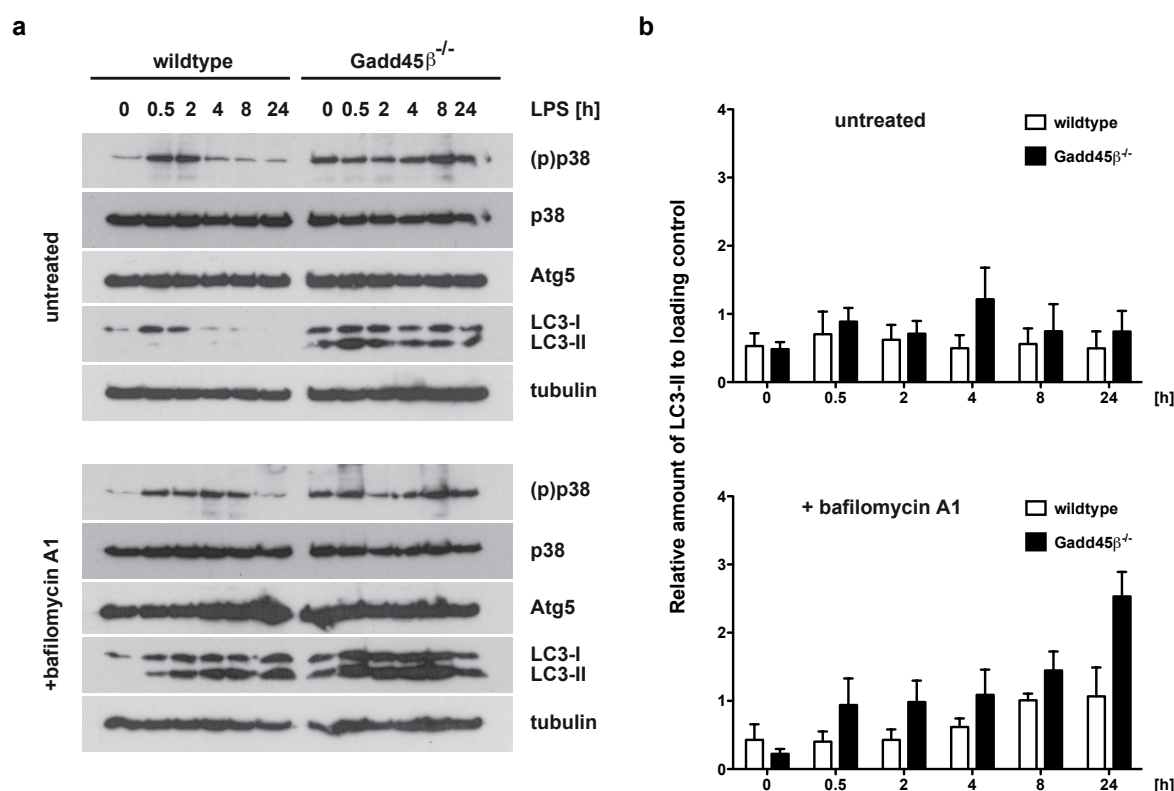 a
wildtype Gadd45β-/-
0 0.5 2 4 8 24 0 0.5 2 4 8 24 LPS [h]
untreated
(p)p38
p38
Atg5
LC3-I
LC3-II
tubulin
+bafilomycin A1
(p)p38
p38
Atg5
LC3-I
LC3-II
tubulin
b
Relative amount of LC3-II to loading control
untreated
wildtype
Gadd45β-/-
4
3
2
1
0
0 0.5 2 4 8 24 [h]
+ bafilomycin A1
wildtype
Gadd45β-/-
4
3
2
1
0
0 0.5 2 4 8 24 [h]